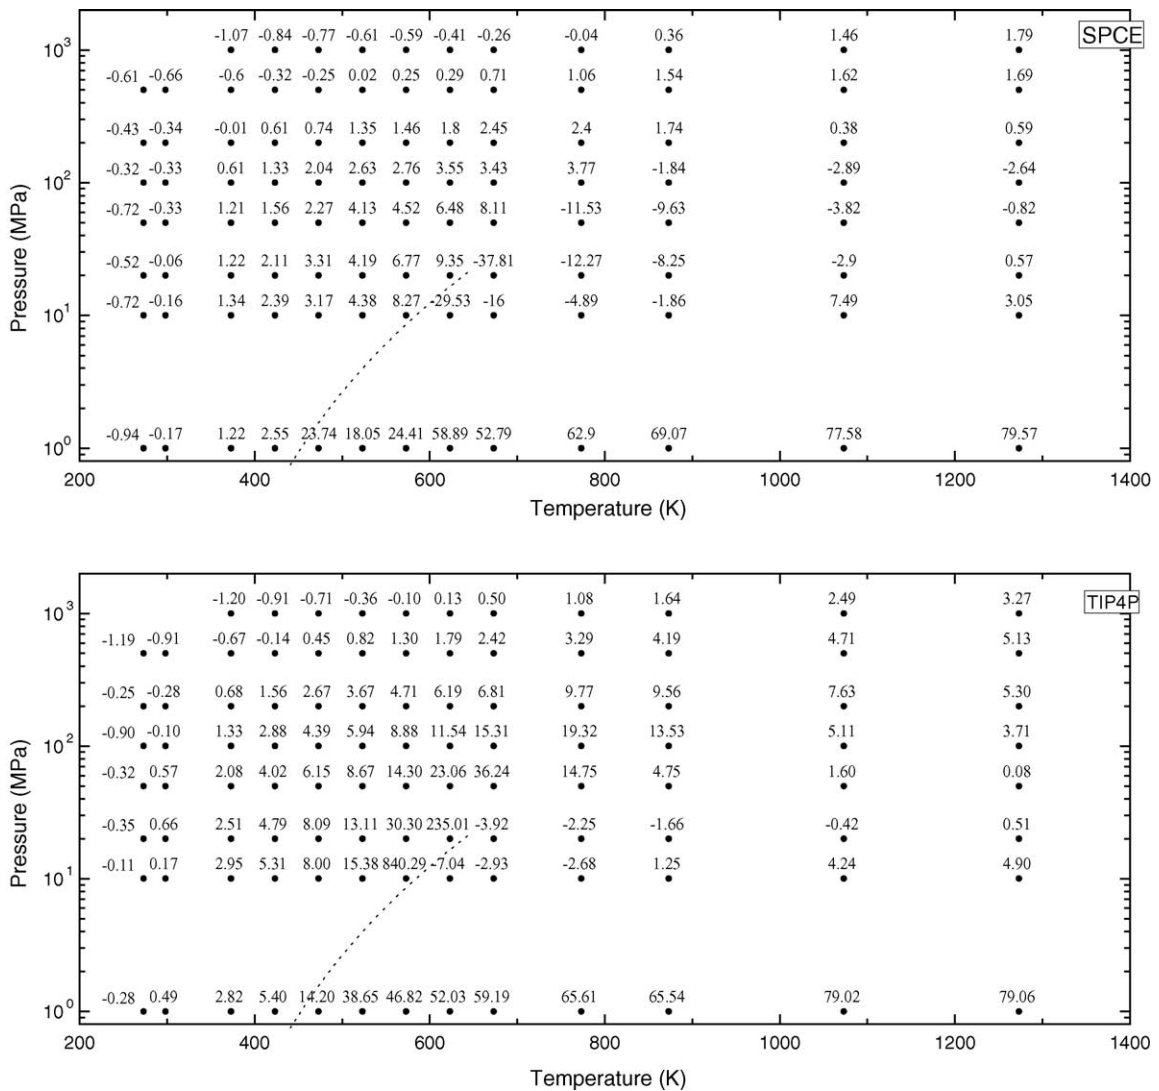 -1.07 -0.84 -0.77 -0.61 -0.59 -0.41 -0.26 -0.04 0.36 1.46 1.79
SPCE
10³
-0.61 -0.66 -0.6 -0.32 -0.25 0.02 0.25 0.29 0.71 1.06 1.54 1.62 1.69
-0.43 -0.34 -0.01 0.61 0.74 1.35 1.46 1.8 2.45 2.4 1.74 0.38 0.59
-0.32 -0.33 0.61 1.33 2.04 2.63 2.76 3.55 3.43 3.77 -1.84 -2.89 -2.64
10²
-0.72 -0.33 1.21 1.56 2.27 4.13 4.52 6.48 8.11 -11.53 -9.63 -3.82 -0.82
-0.52 -0.06 1.22 2.11 3.31 4.19 6.77 9.35 -37.81 -12.27 -8.25 -2.9 0.57
-0.72 -0.16 1.34 2.39 3.17 4.38 8.27 -29.53 -16 -4.89 -1.86 7.49 3.05
10¹
-0.94 -0.17 1.22 2.55 23.74 18.05 24.41 58.89 52.79 62.9 69.07 77.58 79.57
10⁰
Pressure (MPa)
200 400 600 800 1000 1200 1400
Temperature (K)
-1.20 -0.91 -0.71 -0.36 -0.10 0.13 0.50 1.08 1.64 2.49 3.27
TIP4P
10³
-1.19 -0.91 -0.67 -0.14 0.45 0.82 1.30 1.79 2.42 3.29 4.19 4.71 5.13
-0.25 -0.28 0.68 1.56 2.67 3.67 4.71 6.19 6.81 9.77 9.56 7.63 5.30
-0.90 -0.10 1.33 2.88 4.39 5.94 8.88 11.54 15.31 19.32 13.53 5.11 3.71
10²
-0.32 0.57 2.08 4.02 6.15 8.67 14.30 23.06 36.24 14.75 4.75 1.60 0.08
-0.35 0.66 2.51 4.79 8.09 13.11 30.30 235.01 -3.92 -2.25 -1.66 -0.42 0.51
-0.11 0.17 2.95 5.31 8.00 15.38 840.29 -7.04 -2.93 -2.68 1.25 4.24 4.90
10¹
-0.28 0.49 2.82 5.40 14.20 38.65 46.82 52.03 59.19 65.61 65.54 79.02 79.06
10⁰
Pressure (MPa)
200 400 600 800 1000 1200 1400
Temperature (K)